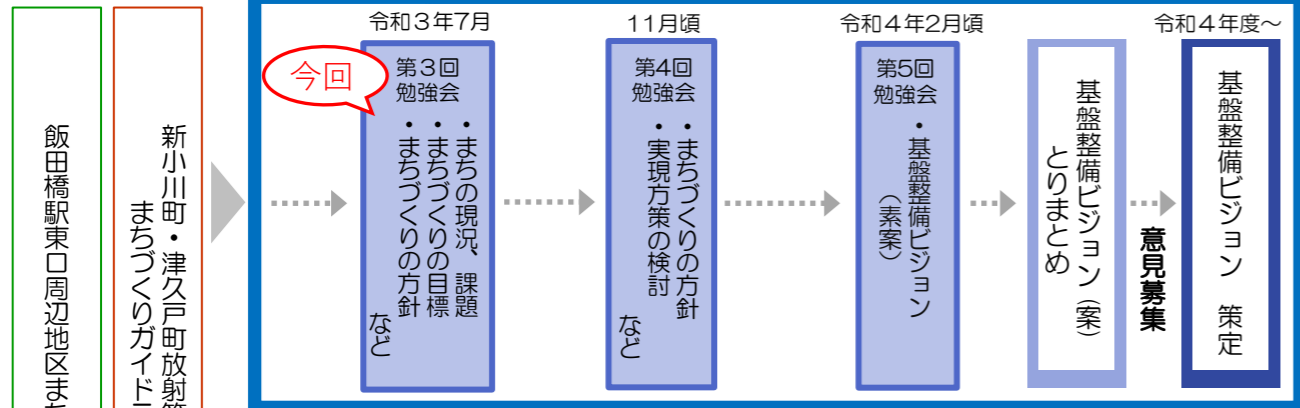 飯田橋駅東口周辺地区ま
新小川町・津久戸町放射第
まちづくりガイド
令和３年7月
今回
第３回
勉強会
・まちの現況、課題
・まちづくりの目標
・まちづくりの方針
など
11月頃
第4回
勉強会
・まちづくりの方針
・実現方策の検討
など
令和４年2月頃
第5回
勉強会
・基盤整備ビジョン
（素案）
基盤整備ビジョン（案）
とりまとめ
意見募集
令和４年度～
基盤整備ビジョン 策定